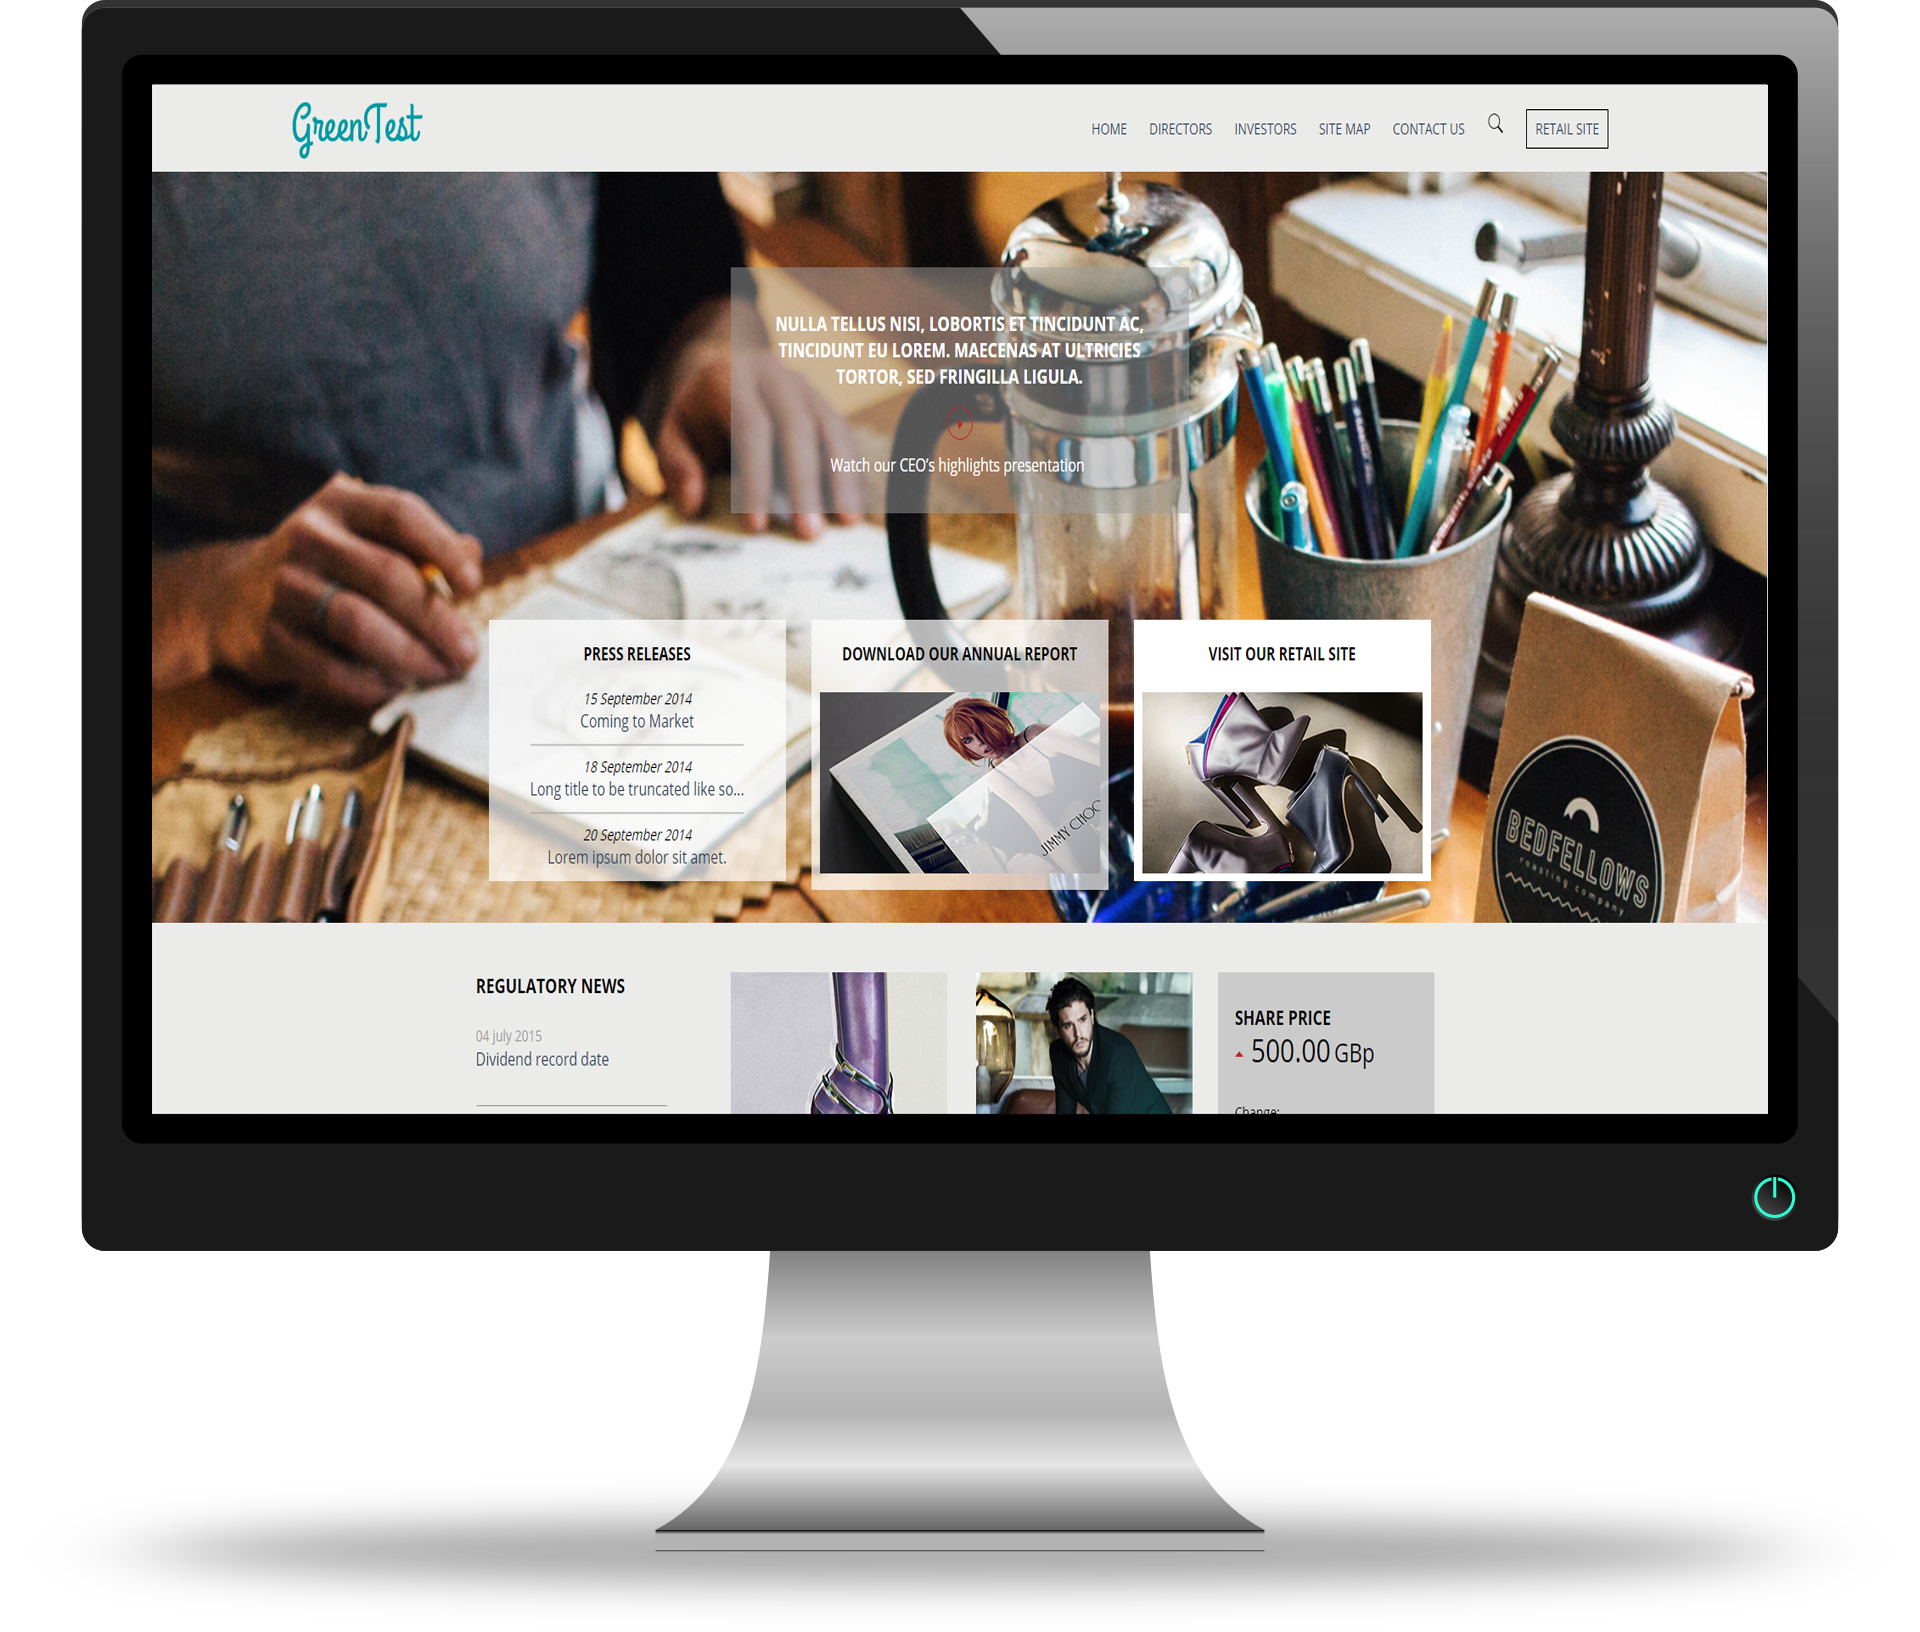 GreenTest
HOME DIRECTORS INVESTORS SITE MAP CONTACT US RETAIL SITE
NULLA TELLUS NISI, LOBORTIS ET TINCIDUNT AC,
TINCIDUNT EU LOREM. MAECENAS AT ULTRICIES
TORTOR, SED FRINGILLA LIGULA.
Watch our CEO's highlights presentation
PRESS RELEASES
15 September 2014
Coming to Market
18 September 2014
Long title to be truncated like so...
20 September 2014
Lorem ipsum dolor sit amet.
DOWNLOAD OUR ANNUAL REPORT
JIMMY CHOO
VISIT OUR RETAIL SITE
BEDFELLOWS
roasting company
REGULATORY NEWS
04 july 2015
Dividend record date
SHARE PRICE
500.00 GBp
Change: